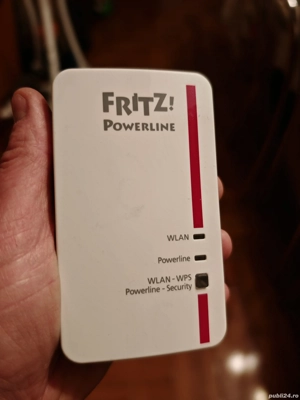 FRITZ!
POWERLINE
WLAN
Powerline
WLAN - WPS
Powerline - Security
publi24.ro